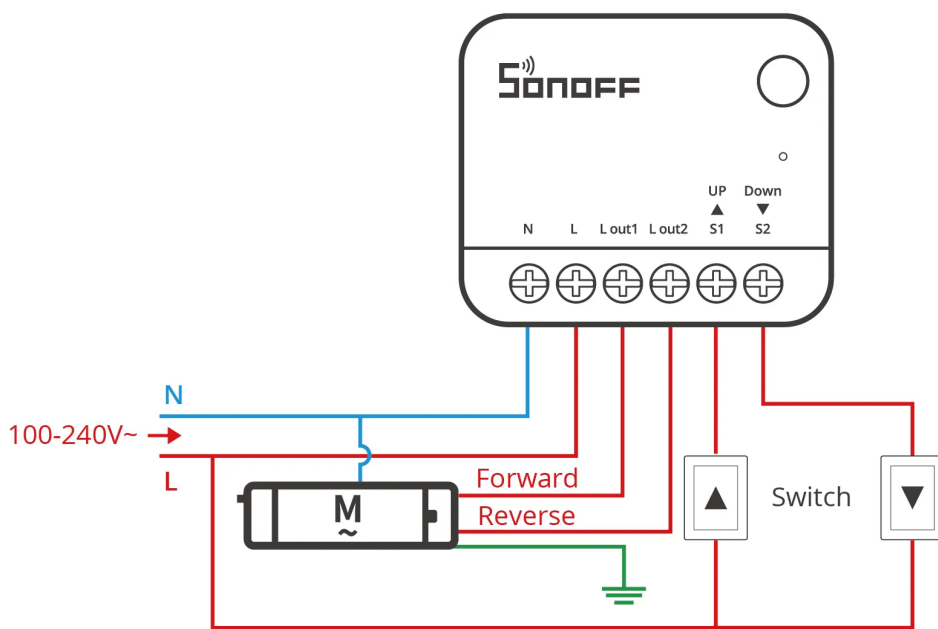 SONOFF
UP Down
▲ ▼
N L L out1 L out2 S1 S2
N
100-240V~
L
Forward
Reverse
M
~
▲ Switch ▼